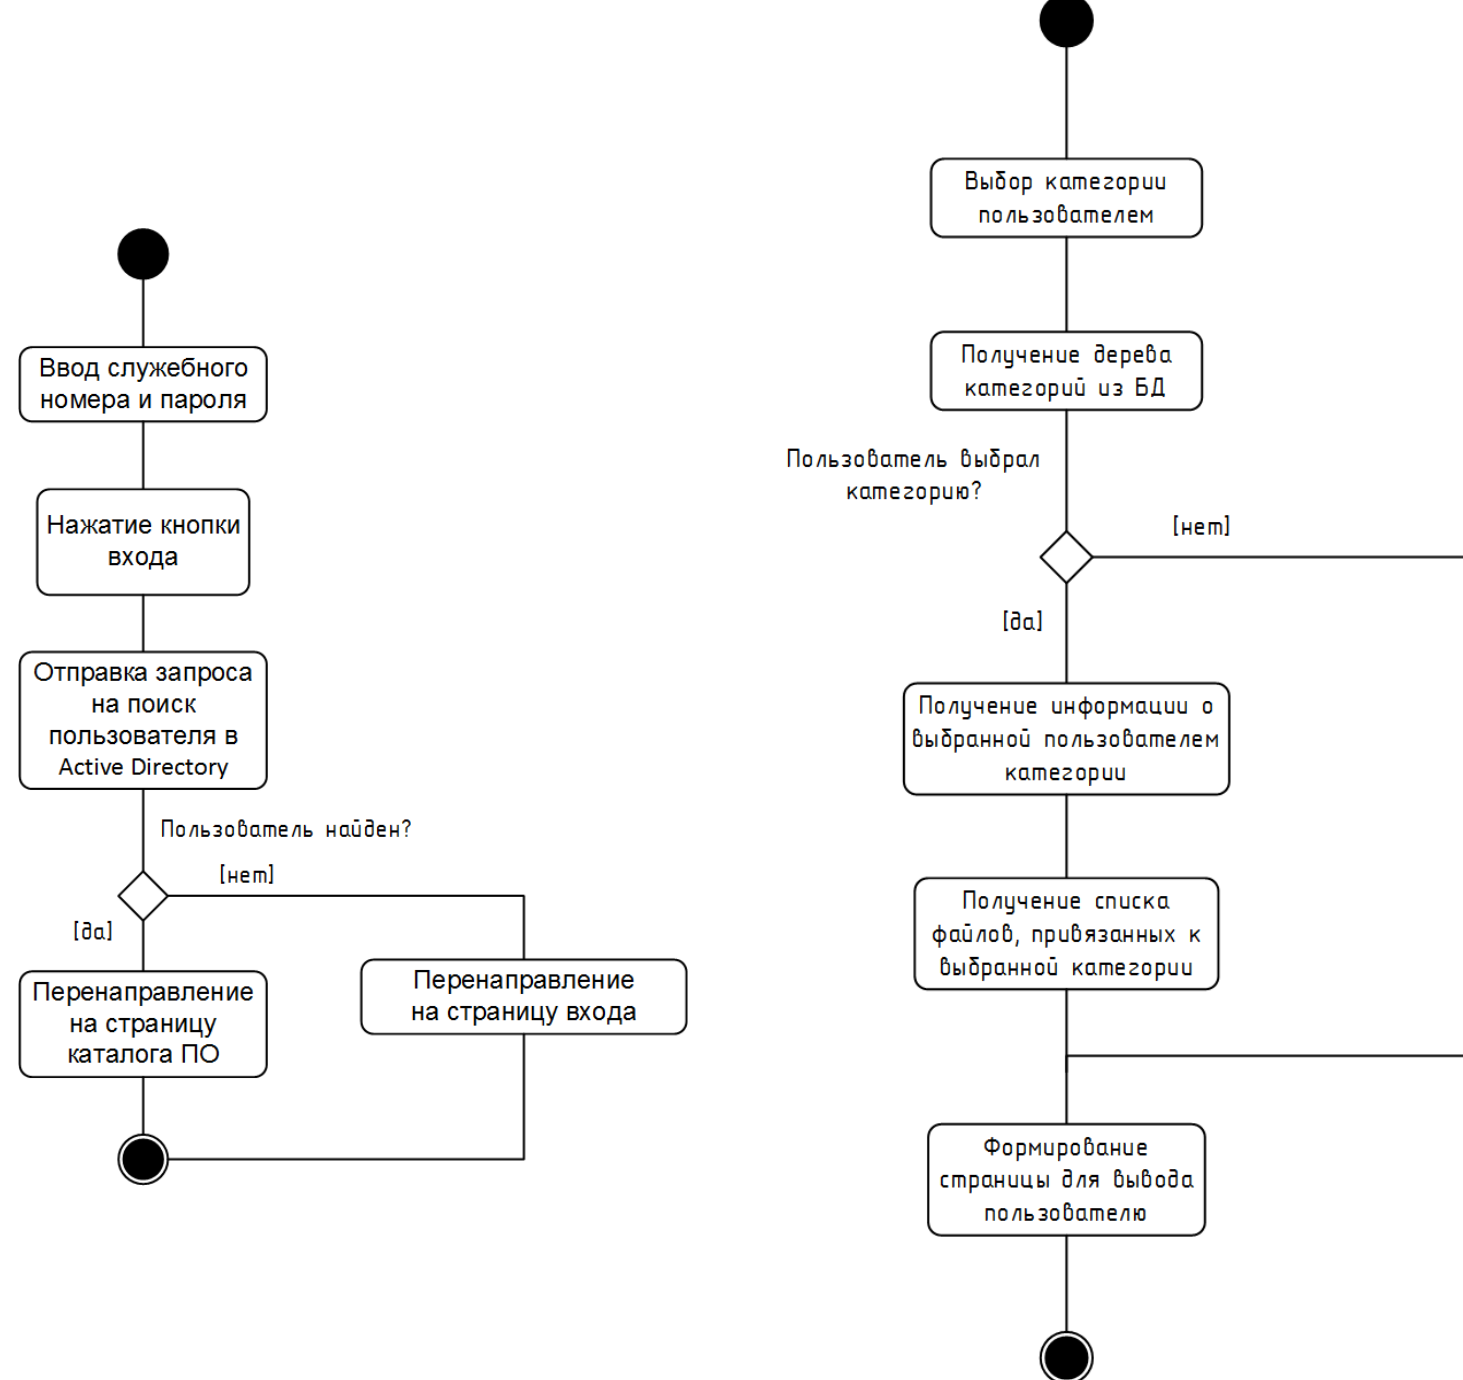 Ввод служебного
номера и пароля
Нажатие кнопки
входа
Отправка запроса
на поиск
пользователя в
Active Directory
Пользователь найден?
[нет]
[да]
Перенаправление
на страницу
каталога ПО
Перенаправление
на страницу входа
Выбор категории
пользователем
Получение дерева
категорий из БД
Пользователь выбрал
категорию?
[нет]
[да]
Получение информации о
выбранной пользователем
категории
Получение списка
файлов, привязанных к
выбранной категории
Формирование
страницы для вывода
пользователю